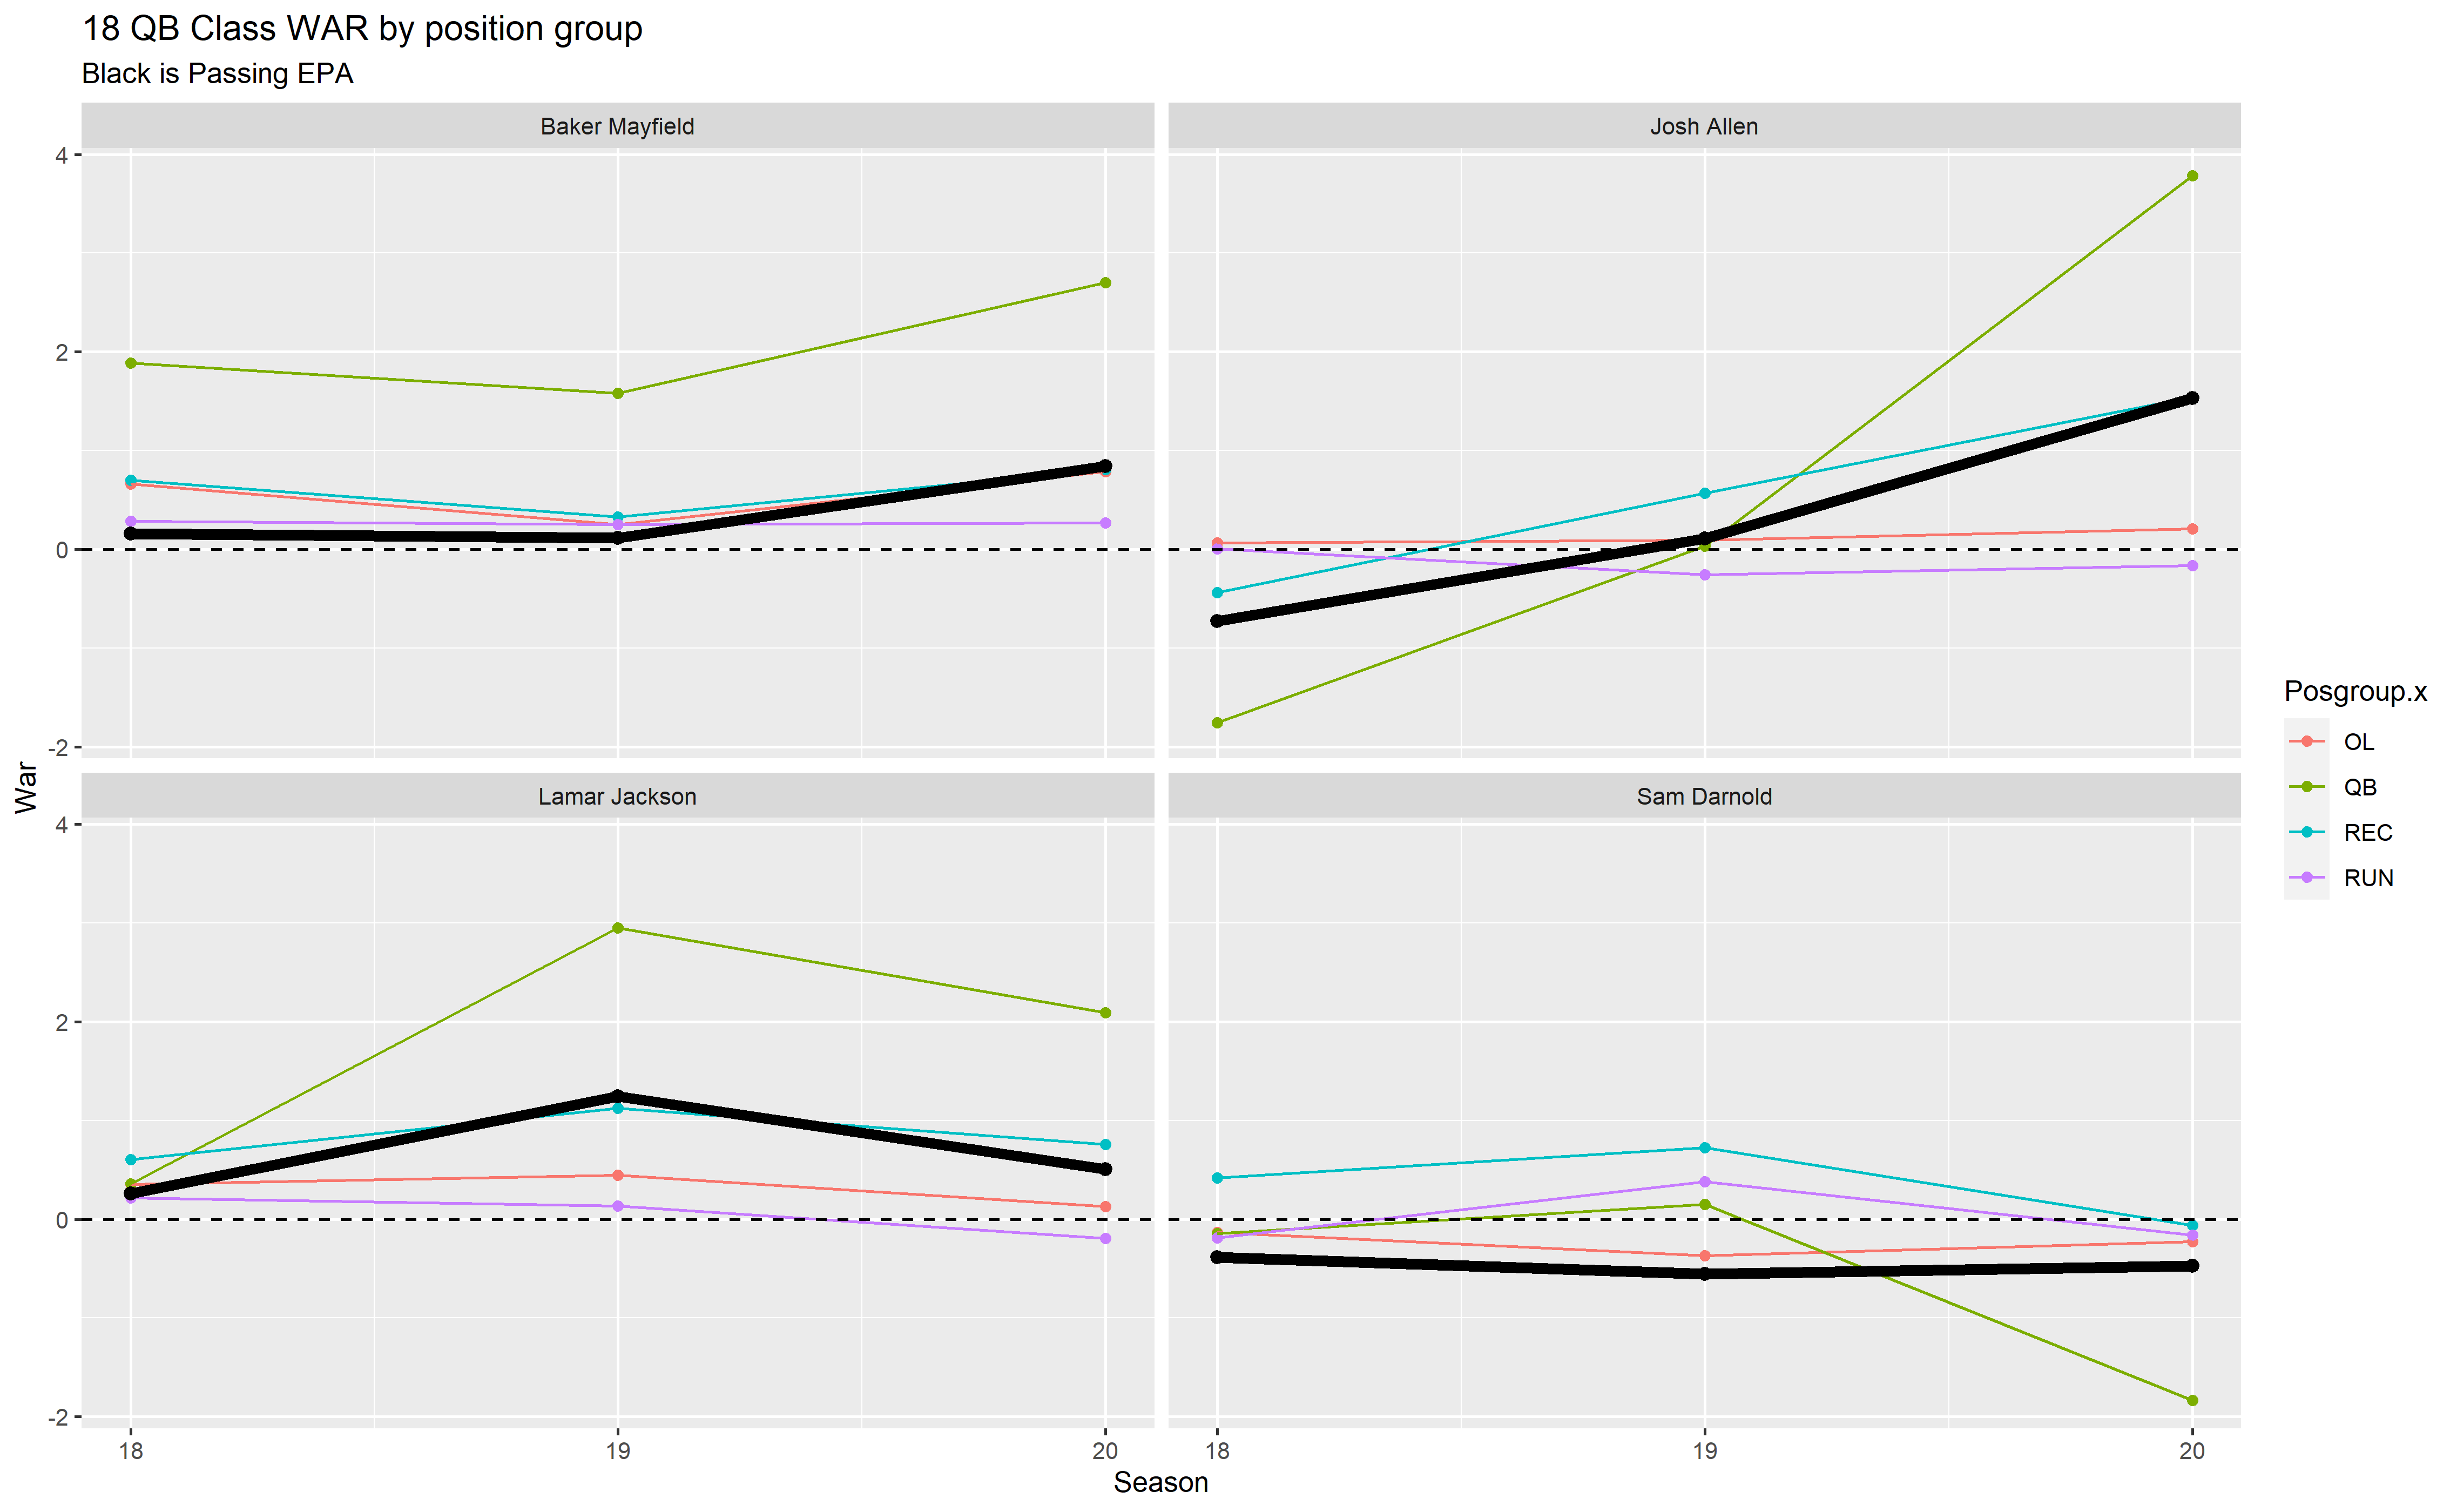 18 QB Class WAR by position group
Black is Passing EPA
Baker Mayfield
Josh Allen
4
2
0
-2
Lamar Jackson
Sam Darnold
4
2
0
-2
War
18
19
20
18
19
20
Season
Posgroup.x
OL
QB
REC
RUN